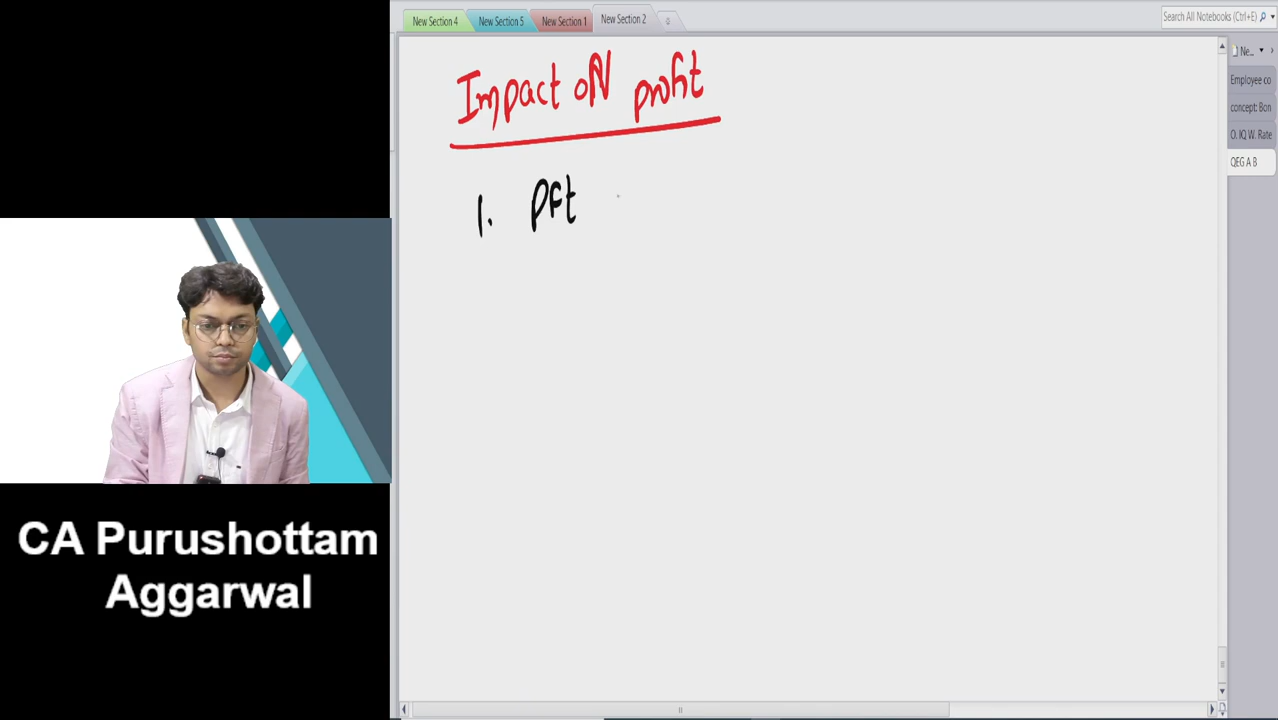 New Section 4 New Section 5 New Section 1 New Section 2
Search All Notebooks (Ctrl+E)
Ne...
Employee co
concept: Bon
O. IQ W. Rate
QEG A B
Impact oN profit
1. Pft
CA Purushottam
Aggarwal